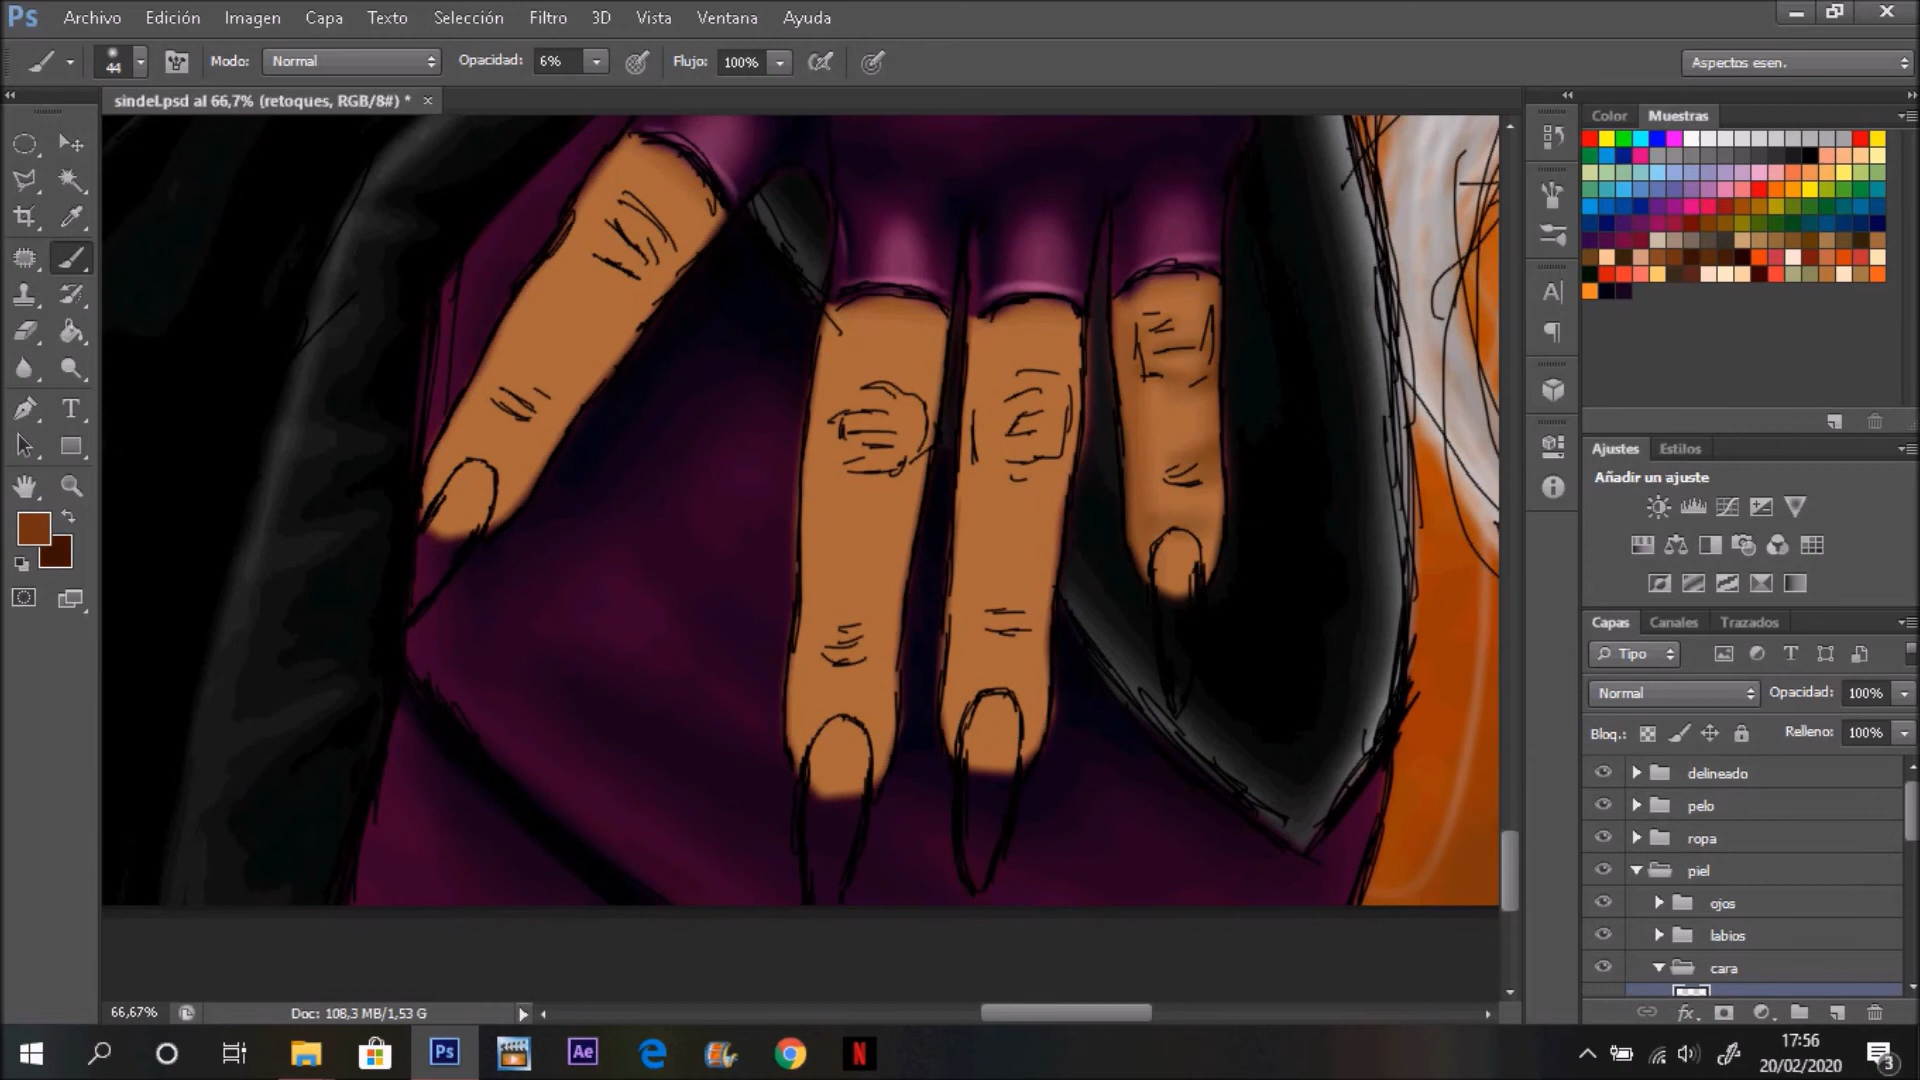 Ps Archivo Edición Imagen Capa Texto Selección Filtro 3D Vista Ventana Ayuda
44 Modo: Normal Opacidad: 6% Flujo: 100% Aspectos esen.
sindel.psd al 66,7% (retoques, RGB/8#) *
Color Muestras
Ajustes Estilos
Añadir un ajuste
Capas Canales Trazados
Tipo
Normal Opacidad: 100%
Bloq.: Relleno: 100%
delineado
pelo
ropa
piel
ojos
labios
cara
66,67% Doc: 108,3 MB/1,53 G
Ps Ae N
17:56
20/02/2020
3